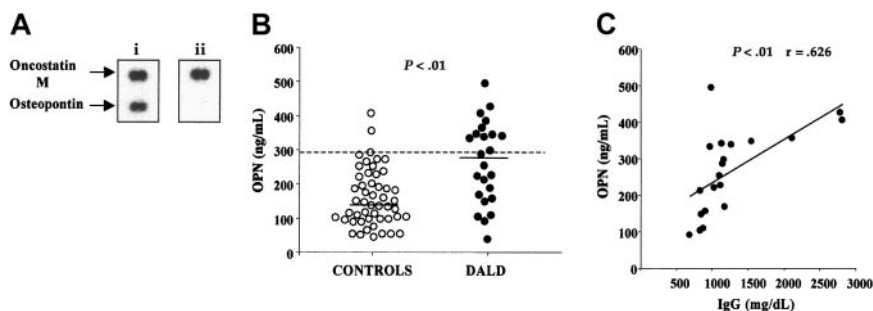 A
i ii
Oncostatin
M
Osteopontin
B
P < .01
OPN (ng/mL)
600
500
400
300
200
100
0
CONTROLS DALD
C
P < .01 r = .626
OPN (ng/mL)
600
500
400
300
200
100
0
500 1000 1500 2000 2500 3000
IgG (mg/dL)